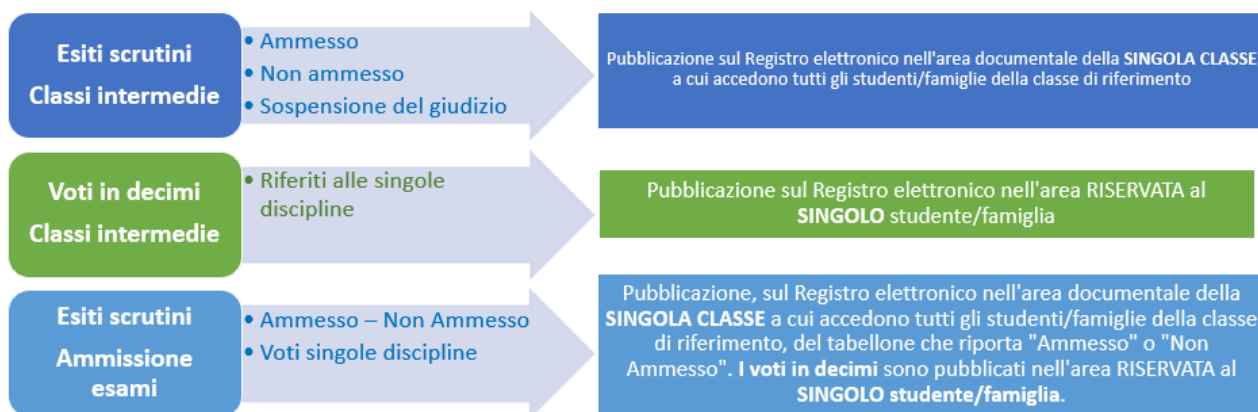 Esiti scrutini
Classi intermedie
• Ammesso
• Non ammesso
• Sospensione del giudizio
Pubblicazione sul Registro elettronico nell'area documentale della SINGOLA CLASSE
a cui accedono tutti gli studenti/famiglie della classe di riferimento
Voti in decimi
Classi intermedie
• Riferiti alle singole
discipline
Pubblicazione sul Registro elettronico nell'area RISERVATA al
SINGOLO studente/famiglia
Esiti scrutini
Ammissione
esami
• Ammesso – Non Ammesso
• Voti singole discipline
Pubblicazione, sul Registro elettronico nell'area documentale della
SINGOLA CLASSE a cui accedono tutti gli studenti/famiglie della classe
di riferimento, del tabellone che riporta "Ammesso" o "Non
Ammesso". I voti in decimi sono pubblicati nell'area RISERVATA al
SINGOLO studente/famiglia.